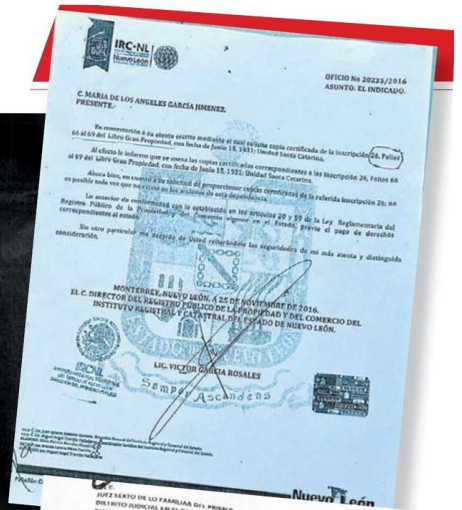 IRC·NL
Nuevo León
OFICIO No 20235/2016
ASUNTO: EL INDICADO.
C. MARIA DE LOS ANGELES GARCÍA JIMENEZ.
PRESENTE.-
En contestación a su atento escrito mediante el cual solicita copia certificada de la inscripción 26, Folios
66 al 69 del Libro Gran Propiedad, con fecha de Junio 15, 1931; Unidad Santa Catarina.
Al efecto le informo que se anexa las copias certificadas correspondientes a las Inscripción 26, Folios 66
al 69 del Libro Gran Propiedad, con fecha de Junio 15, 1931; Unidad Santa Catarina.
Ahora bien, en cuanto a su solicitud de proporcionar copias certificadas de la referida inscripción 26; no
es posible toda vez que no existe en los archivos de esta dependencia.
Lo anterior de conformidad con lo establecido en los artículos 20 y 59 de la Ley Reglamentaria del
Registro Público de la Propiedad y del Comercio vigente en el Estado, previo el pago de derechos
correspondientes al estado.
Sin otro particular me despido de Usted reiterándole las seguridades de mi más atenta y distinguida
consideración.
MONTERREY, NUEVO LEÓN, A 25 DE NOVIEMBRE DE 2016.
EL C. DIRECTOR DEL REGISTRO PÚBLICO DE LA PROPIEDAD Y DEL COMERCIO DEL
INSTITUTO REGISTRAL Y CATASTRAL DEL ESTADO DE NUEVO LEÓN.
LIC. VICTOR GARCIA ROSALES
IRCNL
Semper Ascendens
Nuevo León
JUEZ SEXTO DE LO FAMILIAR DEL PRIMER
DISTRITO JUDICIAL EN EL